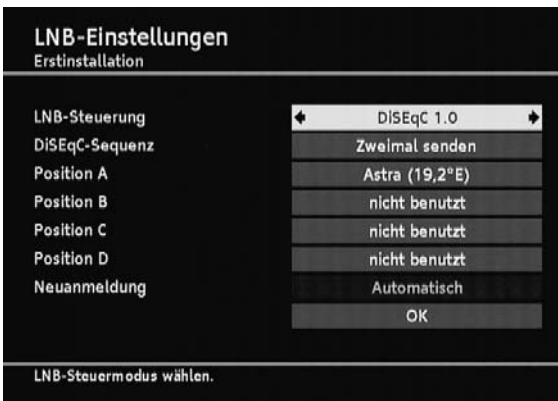 LNB-Einstellungen
Erstinstallation
LNB-Steuerung DiSEqC 1.0
DiSEqC-Sequenz Zweimal senden
Position A Astra (19,2°E)
Position B nicht benutzt
Position C nicht benutzt
Position D nicht benutzt
Neuanmeldung Automatisch
OK
LNB-Steuermodus wählen.